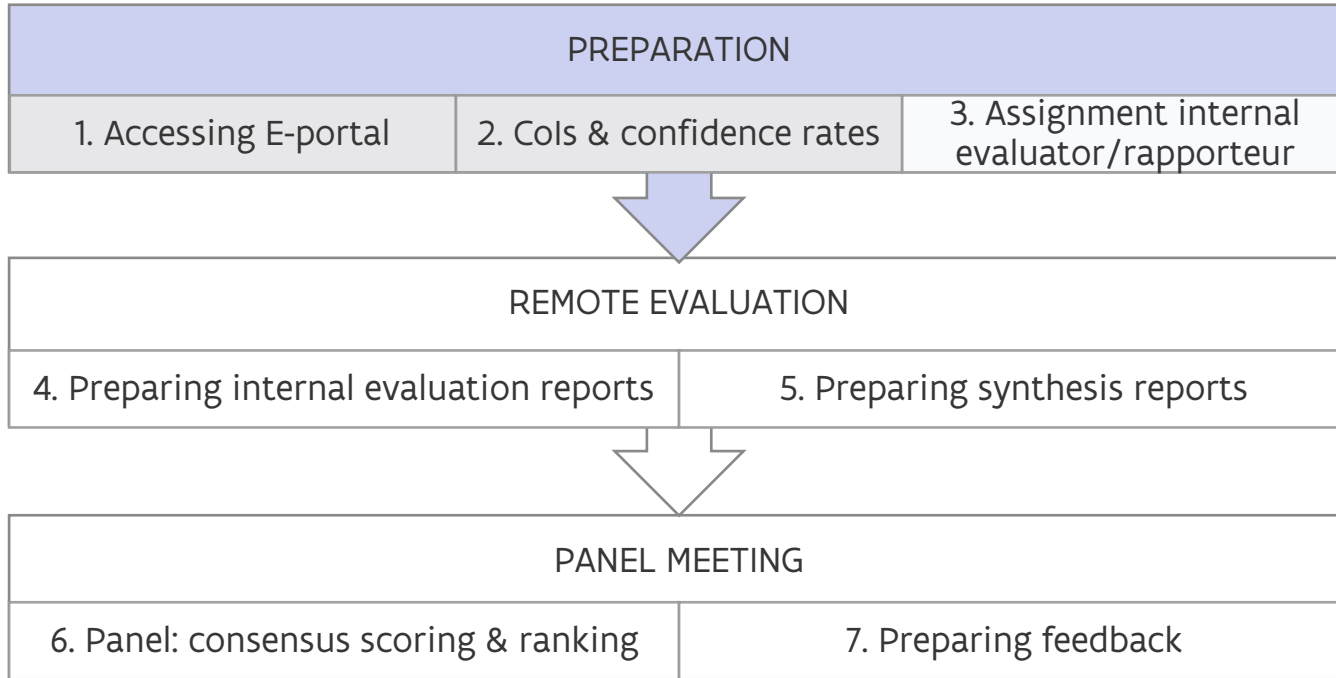 PREPARATION
1. Accessing E-portal
2. CoIs & confidence rates
3. Assignment internal
evaluator/rapporteur
REMOTE EVALUATION
4. Preparing internal evaluation reports
5. Preparing synthesis reports
PANEL MEETING
6. Panel: consensus scoring & ranking
7. Preparing feedback